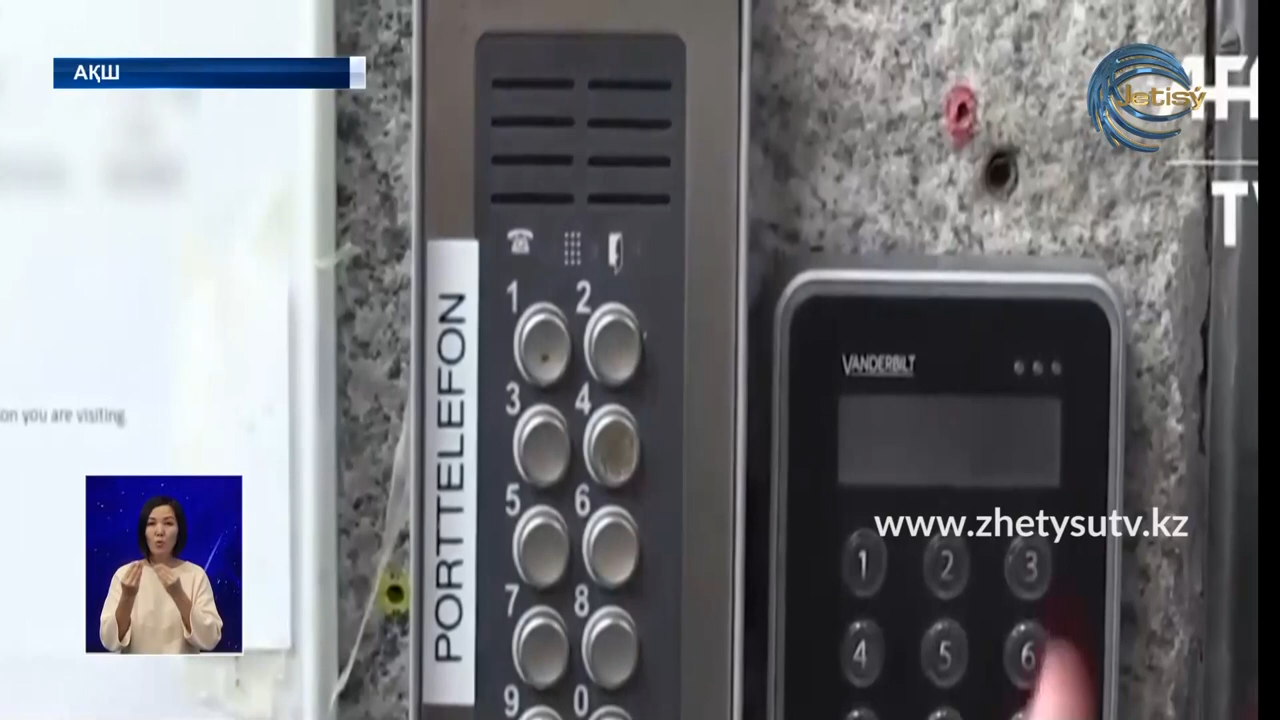 АҚШ
Jetisý
TV
on you are visiting
PORTTELEFON
1 2
3 4
5 6
7 8
9 0
VANDERBILT
www.zhetysutv.kz
1 2 3
4 5 6